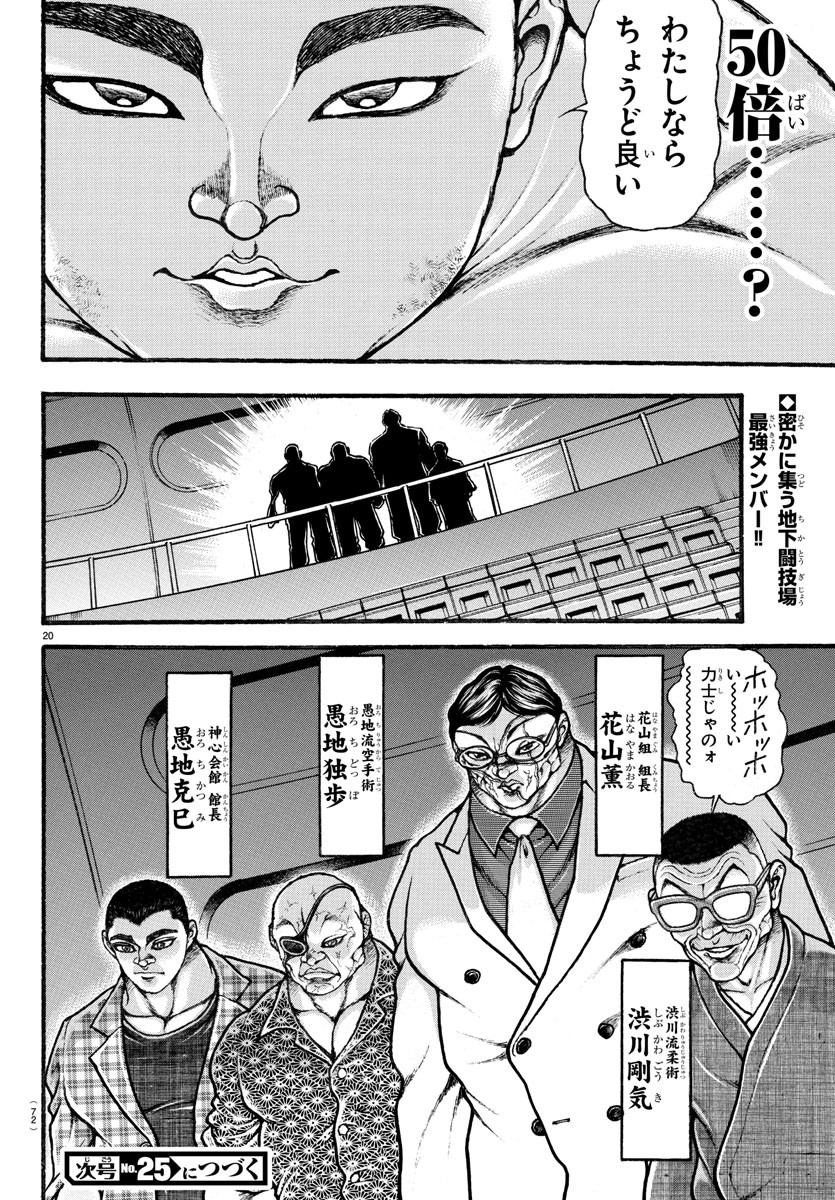 50倍……？
わたしなら
ちょうど良い
◆密かに集う地下闘技場
最強メンバー!!
20
ホッホッホ
い〜〜い
力士じゃのォ
花山組 組長
花山薫
愚地流空手術
愚地独歩
神心会館 館長
愚地克巳
渋川流柔術
渋川剛気
(72)
次号No.25につづく